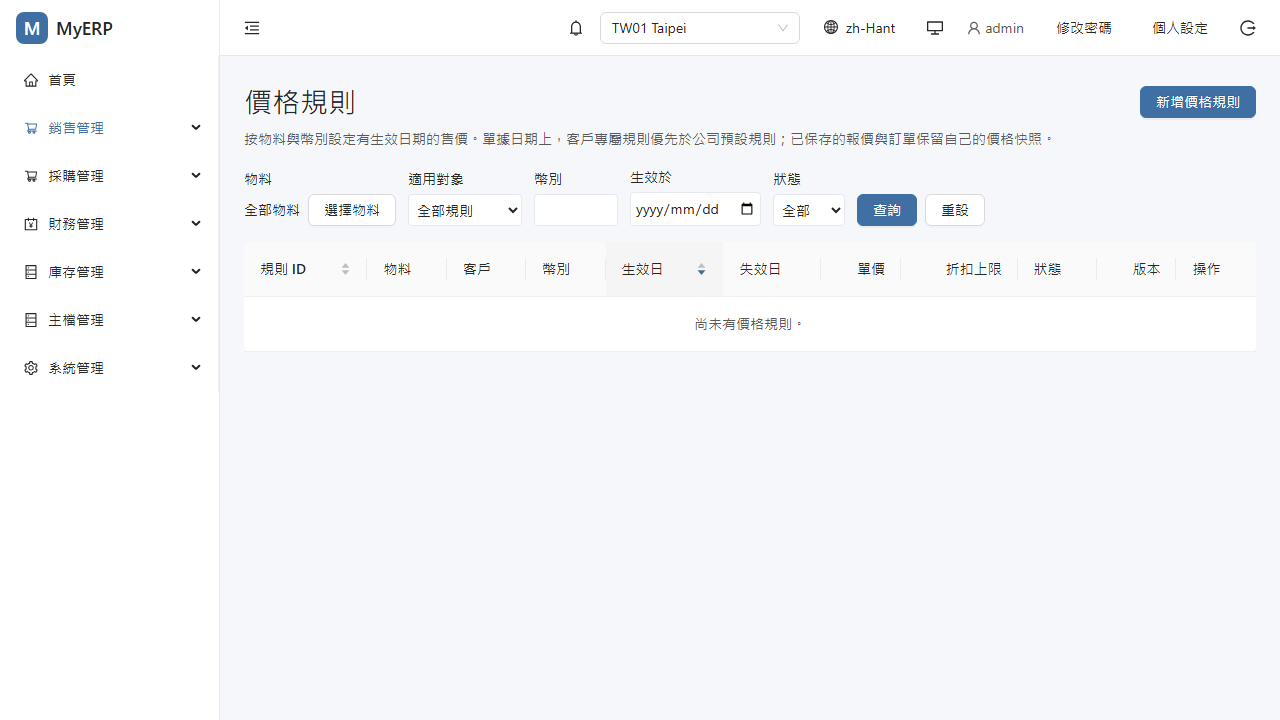 M MyERP
TW01 Taipei
zh-Hant
admin
修改密碼
個人設定
首頁
銷售管理
採購管理
財務管理
庫存管理
主檔管理
系統管理
價格規則
新增價格規則
按物料與幣別設定有生效日期的售價。單據日期上，客戶專屬規則優先於公司預設規則；已保存的報價與訂單保留自己的價格快照。
物料 適用對象 幣別 生效於 狀態
全部物料 選擇物料 全部規則 yyyy/mm/dd 全部 查詢 重設
規則 ID 物料 客戶 幣別 生效日 失效日 單價 折扣上限 狀態 版本 操作
尚未有價格規則。